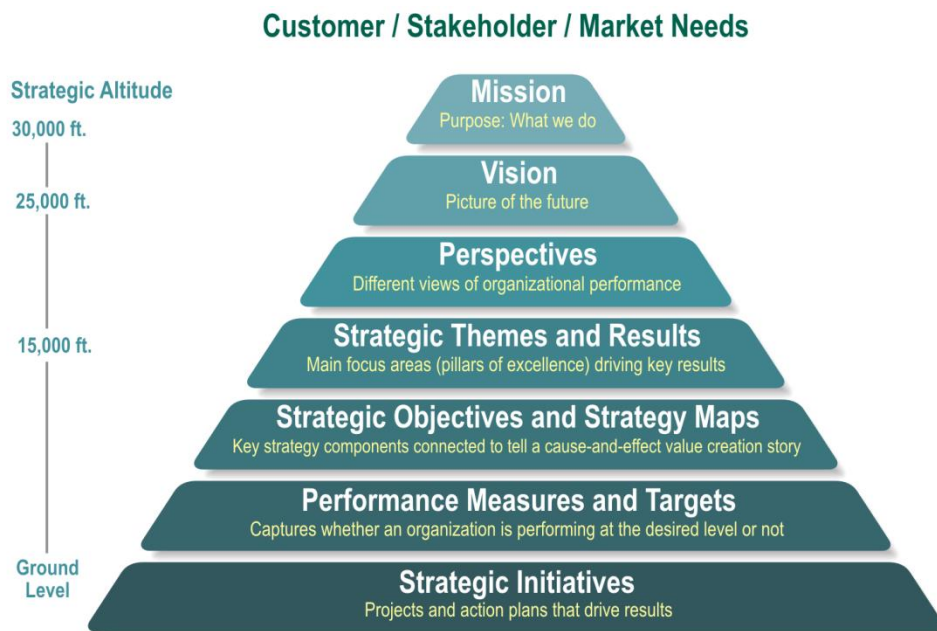 Customer / Stakeholder / Market Needs
Strategic Altitude
30,000 ft.
Mission
Purpose: What we do
25,000 ft.
Vision
Picture of the future
Perspectives
Different views of organizational performance
15,000 ft.
Strategic Themes and Results
Main focus areas (pillars of excellence) driving key results
Strategic Objectives and Strategy Maps
Key strategy components connected to tell a cause-and-effect value creation story
Performance Measures and Targets
Captures whether an organization is performing at the desired level or not
Ground
Level
Strategic Initiatives
Projects and action plans that drive results